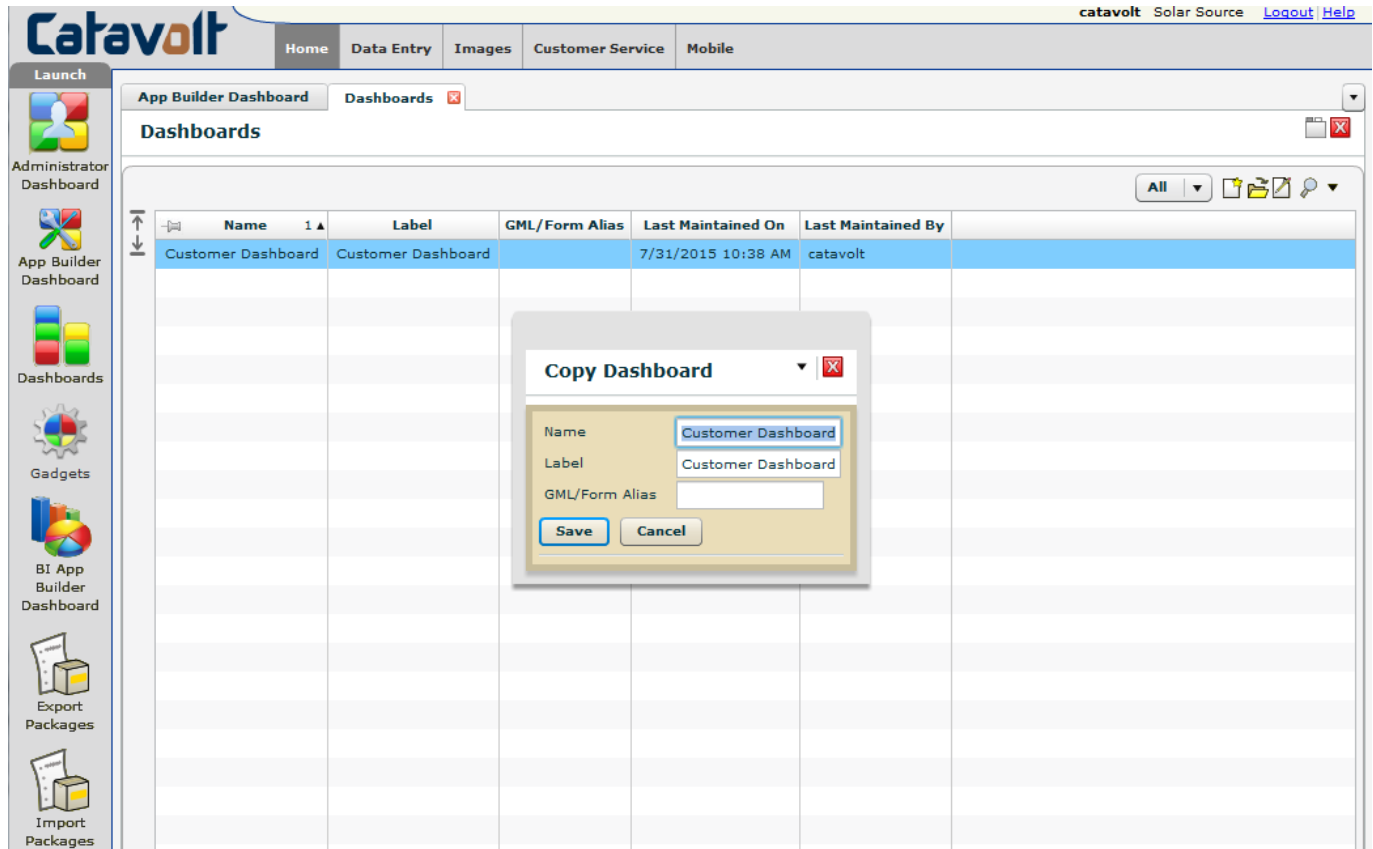 catavolt Solar Source Logout Help
Catavolt
Home Data Entry Images Customer Service Mobile
Launch
App Builder Dashboard Dashboards
Dashboards
Administrator
Dashboard
All
Name 1 Label GML/Form Alias Last Maintained On Last Maintained By
Customer Dashboard Customer Dashboard 7/31/2015 10:38 AM catavolt
App Builder
Dashboard
Dashboards
Gadgets
BI App
Builder
Dashboard
Export
Packages
Import
Packages
Copy Dashboard
Name Customer Dashboard
Label Customer Dashboard
GML/Form Alias
Save Cancel